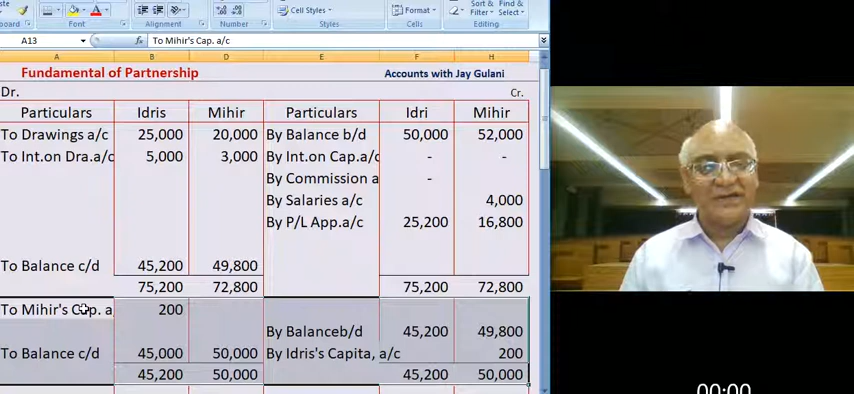 Sort & Find &
Format
Filter Select
Cell Styles
Font Alignment Number Styles Cells Editing
A13 fx To Mihir's Cap. a/c
A B D E F H
Fundamental of Partnership Accounts with Jay Gulani
Dr. Cr.
Particulars Idris Mihir Particulars Idri Mihir
To Drawings a/c 25,000 20,000 By Balance b/d 50,000 52,000
To Int.on Dra.a/c 5,000 3,000 By Int.on Cap.a/c - -
By Commission a -
By Salaries a/c 4,000
By P/L App.a/c 25,200 16,800
To Balance c/d 45,200 49,800
75,200 72,800 75,200 72,800
To Mihir's Cap. a 200
By Balanceb/d 45,200 49,800
To Balance c/d 45,000 50,000 By Idris's Capita, a/c 200
45,200 50,000 45,200 50,000
00:00